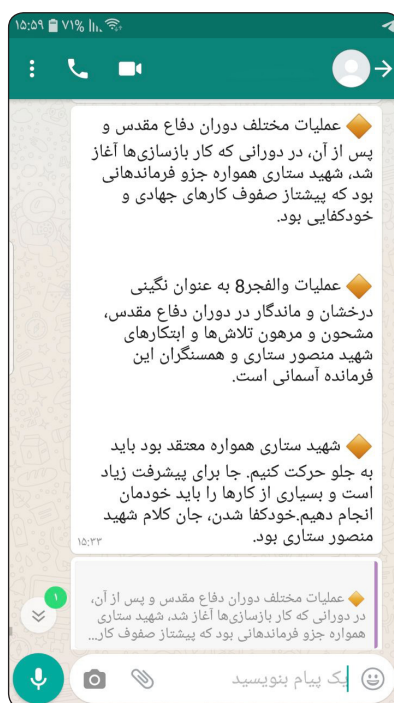 ۱۵:۵۹ ۷۱%
عملیات مختلف دوران دفاع مقدس و
پس از آن، در دورانی که کار بازسازی‌ها آغاز
شد، شهید ستاری همواره جزو فرماندهانی
بود که پیشتاز صفوف کارهای جهادی و
خودکفایی بود.
عملیات والفجر8 به عنوان نگینی
درخشان و ماندگار در دوران دفاع مقدس،
مشحون و مرهون تلاش‌ها و ابتکارهای
شهید منصور ستاری و همسنگران این
فرمانده آسمانی است.
شهید ستاری همواره معتقد بود باید
به جلو حرکت کنیم. جا برای پیشرفت زیاد
است و بسیاری از کارها را باید خودمان
انجام دهیم.خودکفا شدن، جان کلام شهید
منصور ستاری بود.
۱۵:۳۳
عملیات مختلف دوران دفاع مقدس و پس از آن،
در دورانی که کار بازسازی‌ها آغاز شد، شهید ستاری
همواره جزو فرماندهانی بود که پیشتاز صفوف کار...
۱
یک پیام بنویسید